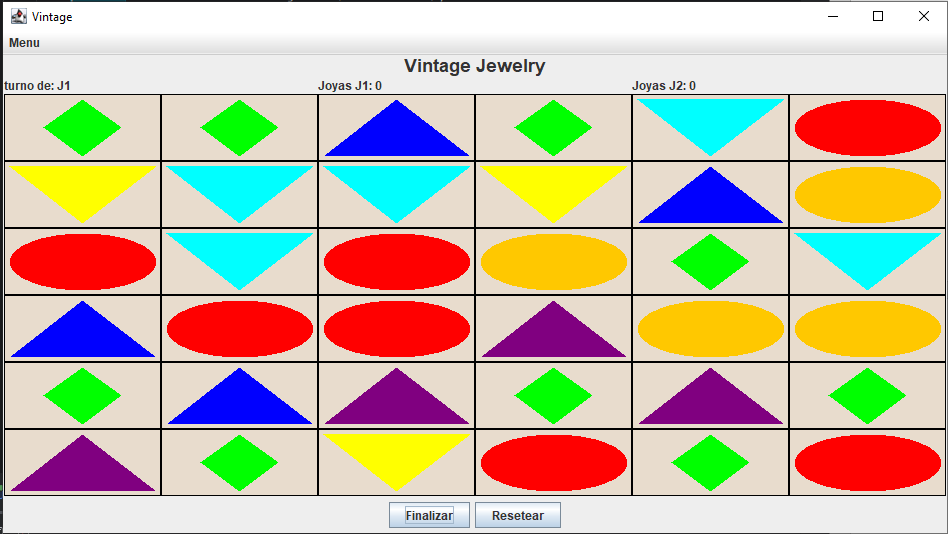 Vintage
Menu
Vintage Jewelry
turno de: J1 Joyas J1: 0 Joyas J2: 0
Finalizar Resetear